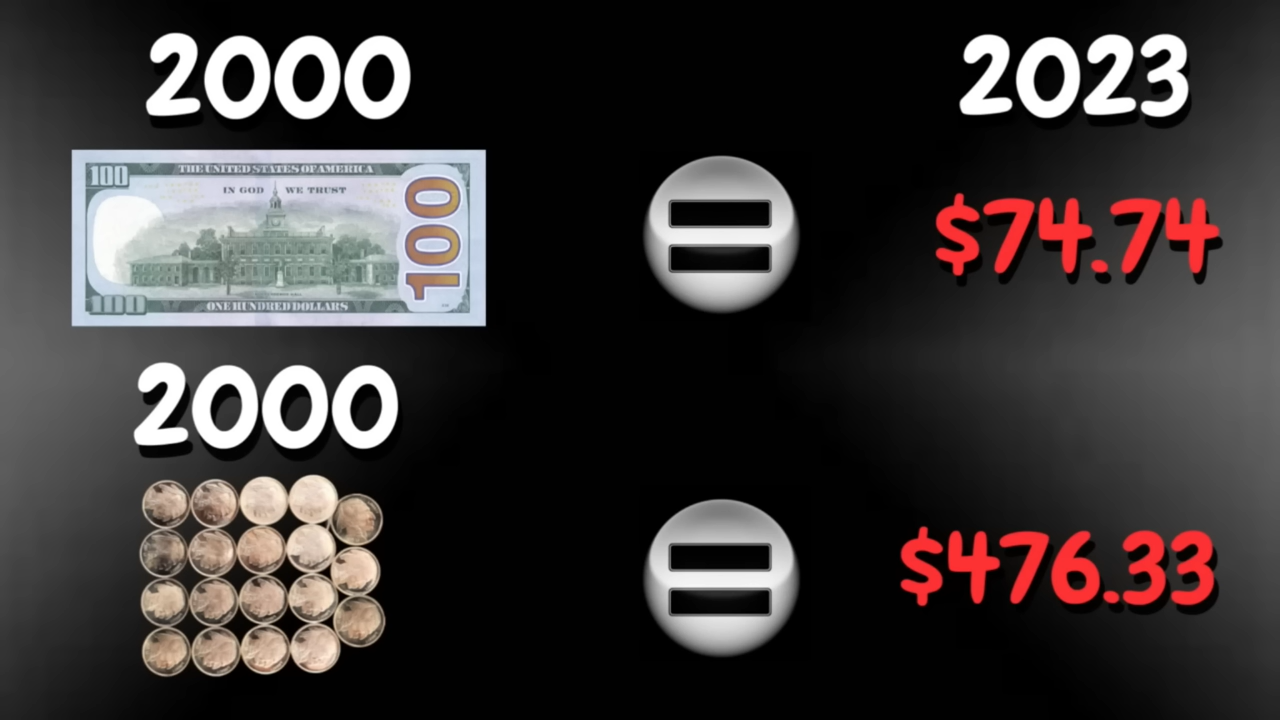 2000
2023
100
THE UNITED STATES OF AMERICA
IN GOD WE TRUST
100
$74.74
100
ONE HUNDRED DOLLARS
2000
$476.33